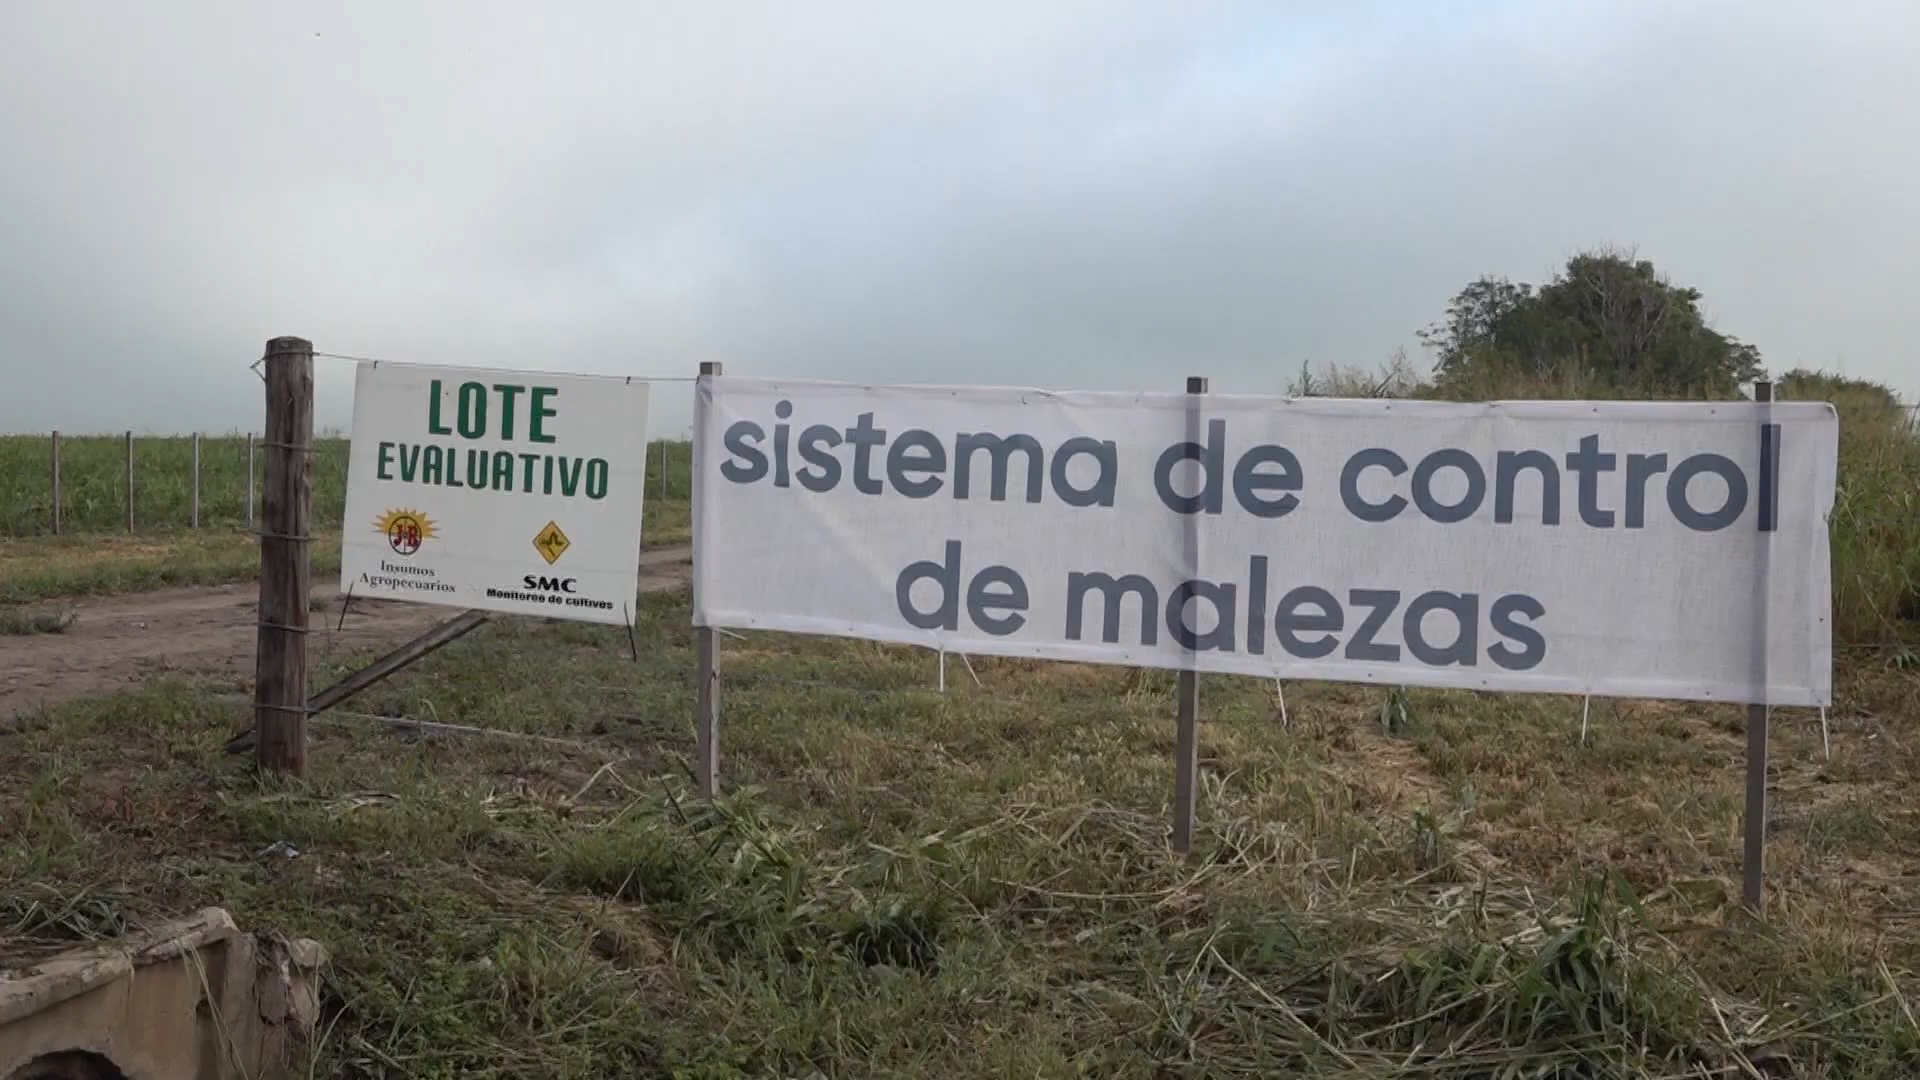 LOTE
EVALUATIVO
J&R
Insumos
Agropecuarios
SMC
Monitoreo de cultivos
sistema de control
de malezas